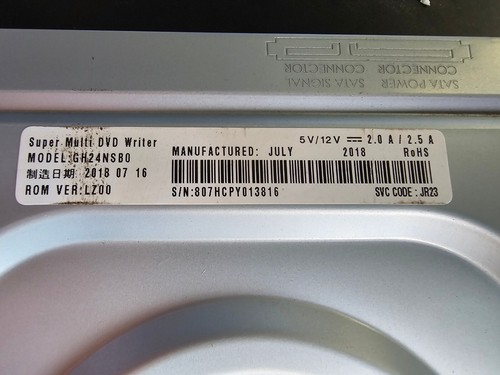 SATA POWER CONNECTOR
SATA SIGNAL CONNECTOR
Super Multi DVD Writer
MODEL:GH24NSB0
制造日期: 2018 07 16
ROM VER:LZ00
5V/12V ⎓ 2.0 A / 2.5 A
MANUFACTURED: JULY 2018 RoHS
S/N:807HCPY013816
SVC CODE : JR23